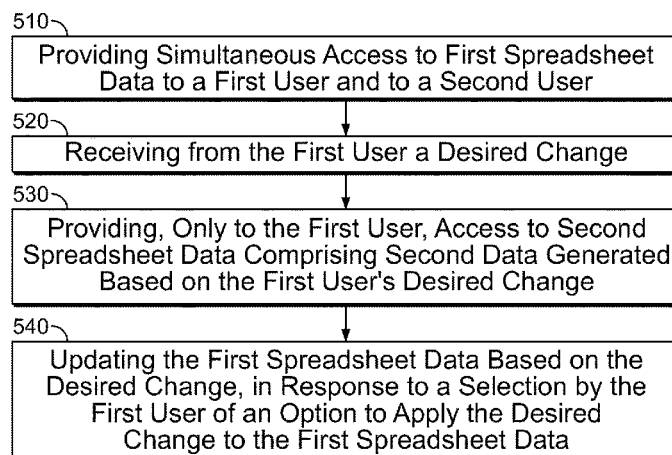 510
Providing Simultaneous Access to First Spreadsheet
Data to a First User and to a Second User
520
Receiving from the First User a Desired Change
530
Providing, Only to the First User, Access to Second
Spreadsheet Data Comprising Second Data Generated
Based on the First User's Desired Change
540
Updating the First Spreadsheet Data Based on the
Desired Change, in Response to a Selection by the
First User of an Option to Apply the Desired
Change to the First Spreadsheet Data